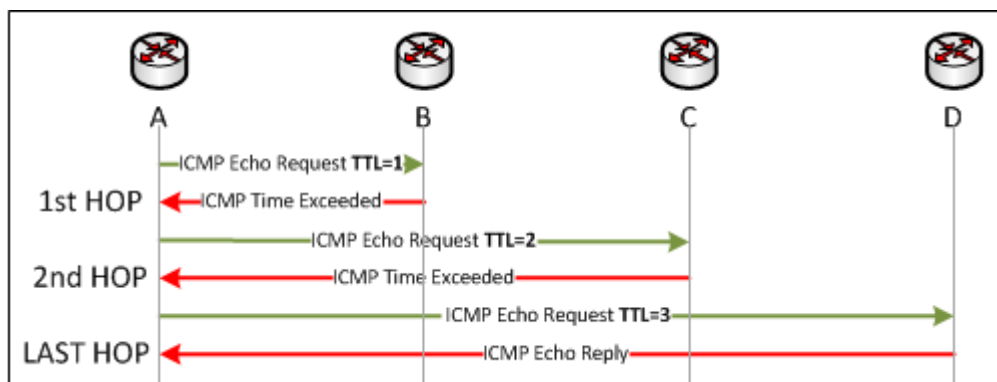 A B C D
ICMP Echo Request TTL=1
1st HOP ICMP Time Exceeded
ICMP Echo Request TTL=2
2nd HOP ICMP Time Exceeded
ICMP Echo Request TTL=3
LAST HOP ICMP Echo Reply